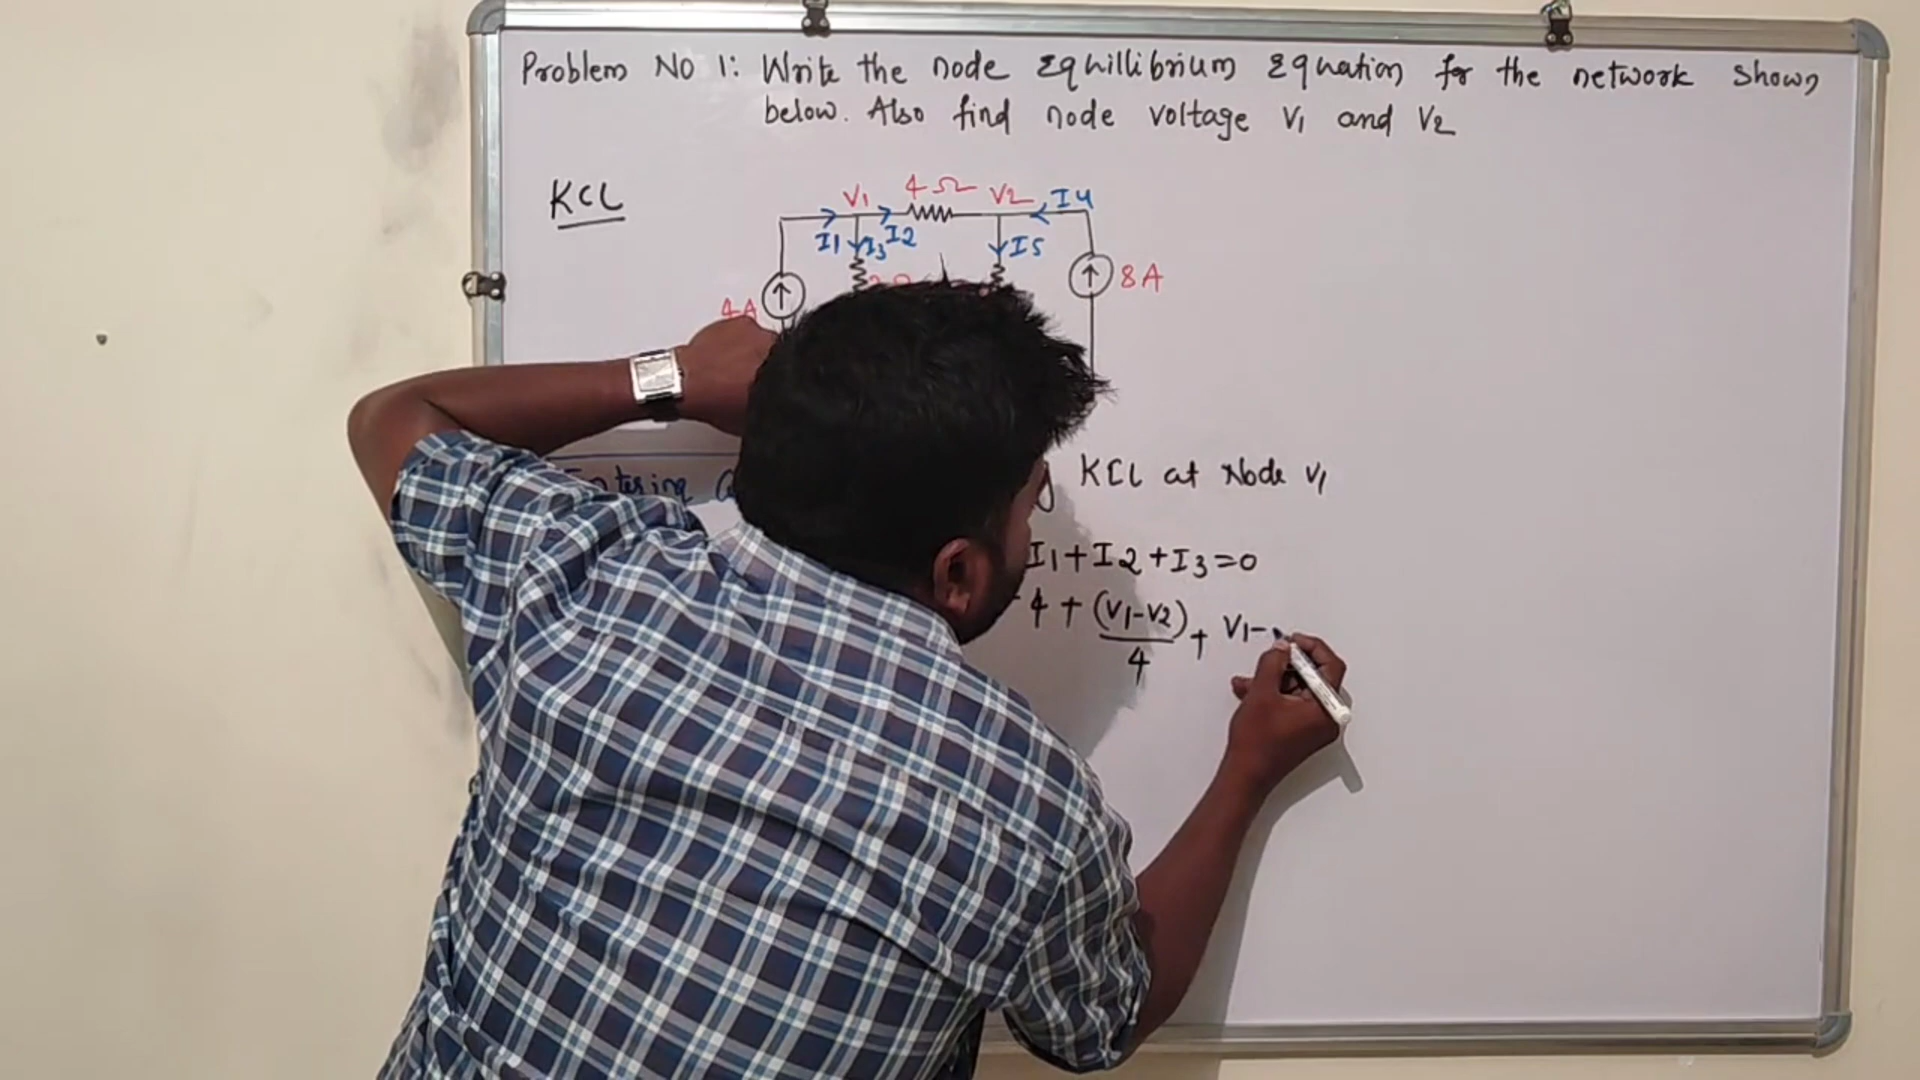 Problem No 1: Write the node Equillibrium Equation for the network shown
below. Also find node voltage V1 and V2
KCL
V1 4 Ω V2 I4
I1 I3 I2 I5
4A 2Ω 8A
KCL at Node V1
I1+I2+I3=0
-4 + (V1-V2)/4 + V1-